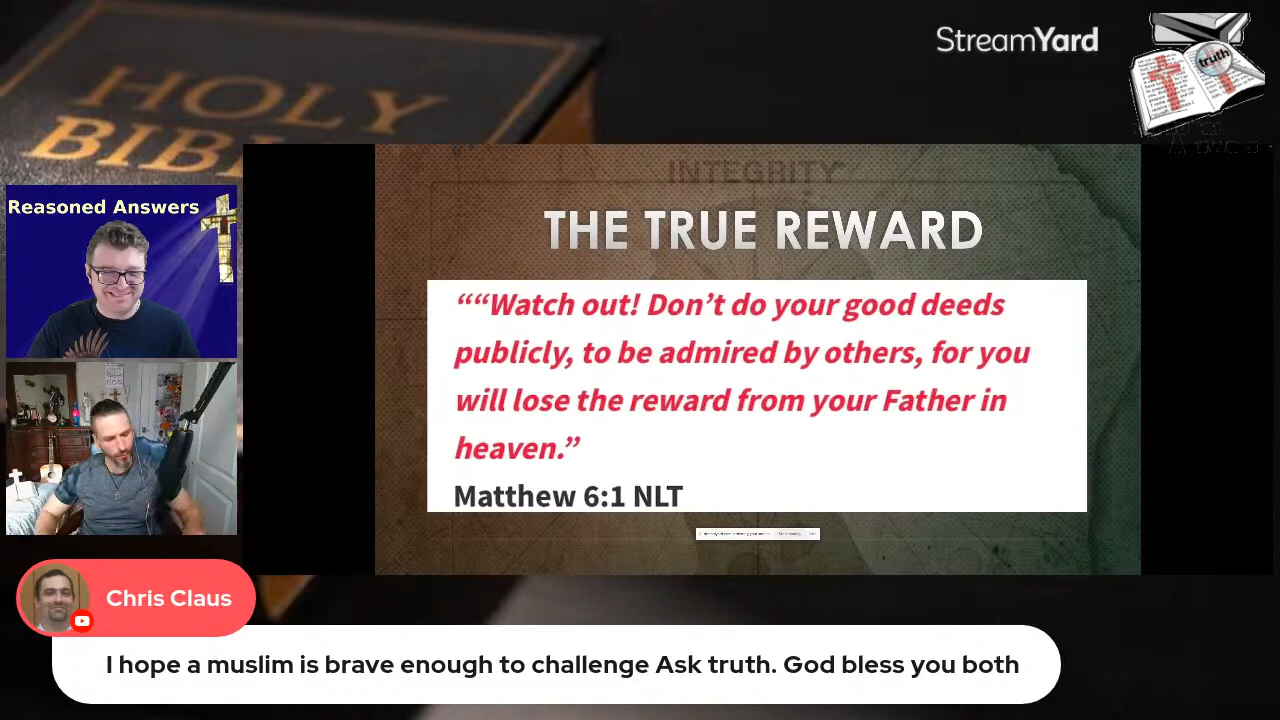 HOLY
BIBL
StreamYard
truth
Reasoned Answers
INTEGRITY
THE TRUE REWARD
““Watch out! Don’t do your good deeds
publicly, to be admired by others, for you
will lose the reward from your Father in
heaven.”
Matthew 6:1 NLT
Chris Claus
I hope a muslim is brave enough to challenge Ask truth. God bless you both